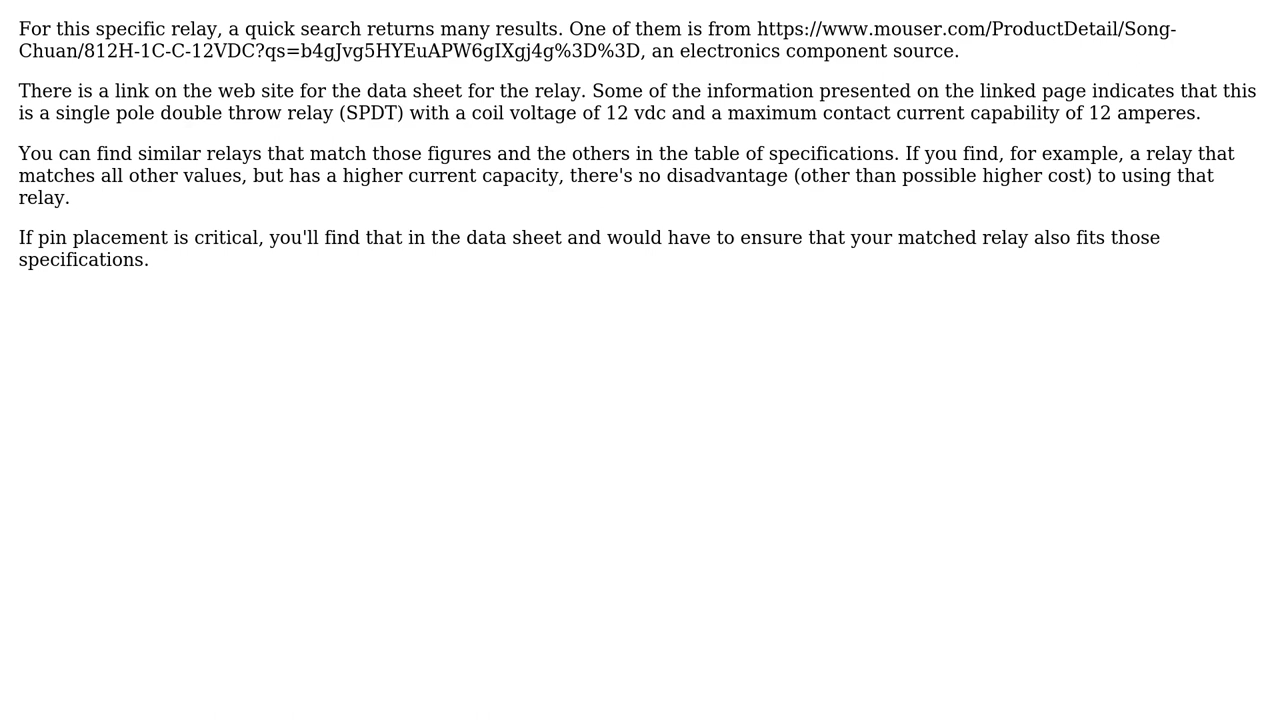 For this specific relay, a quick search returns many results. One of them is from https://www.mouser.com/ProductDetail/Song-
Chuan/812H-1C-C-12VDC?qs=b4gJvg5HYEuAPW6gIXgj4g%3D%3D, an electronics component source.
There is a link on the web site for the data sheet for the relay. Some of the information presented on the linked page indicates that this
is a single pole double throw relay (SPDT) with a coil voltage of 12 vdc and a maximum contact current capability of 12 amperes.
You can find similar relays that match those figures and the others in the table of specifications. If you find, for example, a relay that
matches all other values, but has a higher current capacity, there's no disadvantage (other than possible higher cost) to using that
relay.
If pin placement is critical, you'll find that in the data sheet and would have to ensure that your matched relay also fits those
specifications.